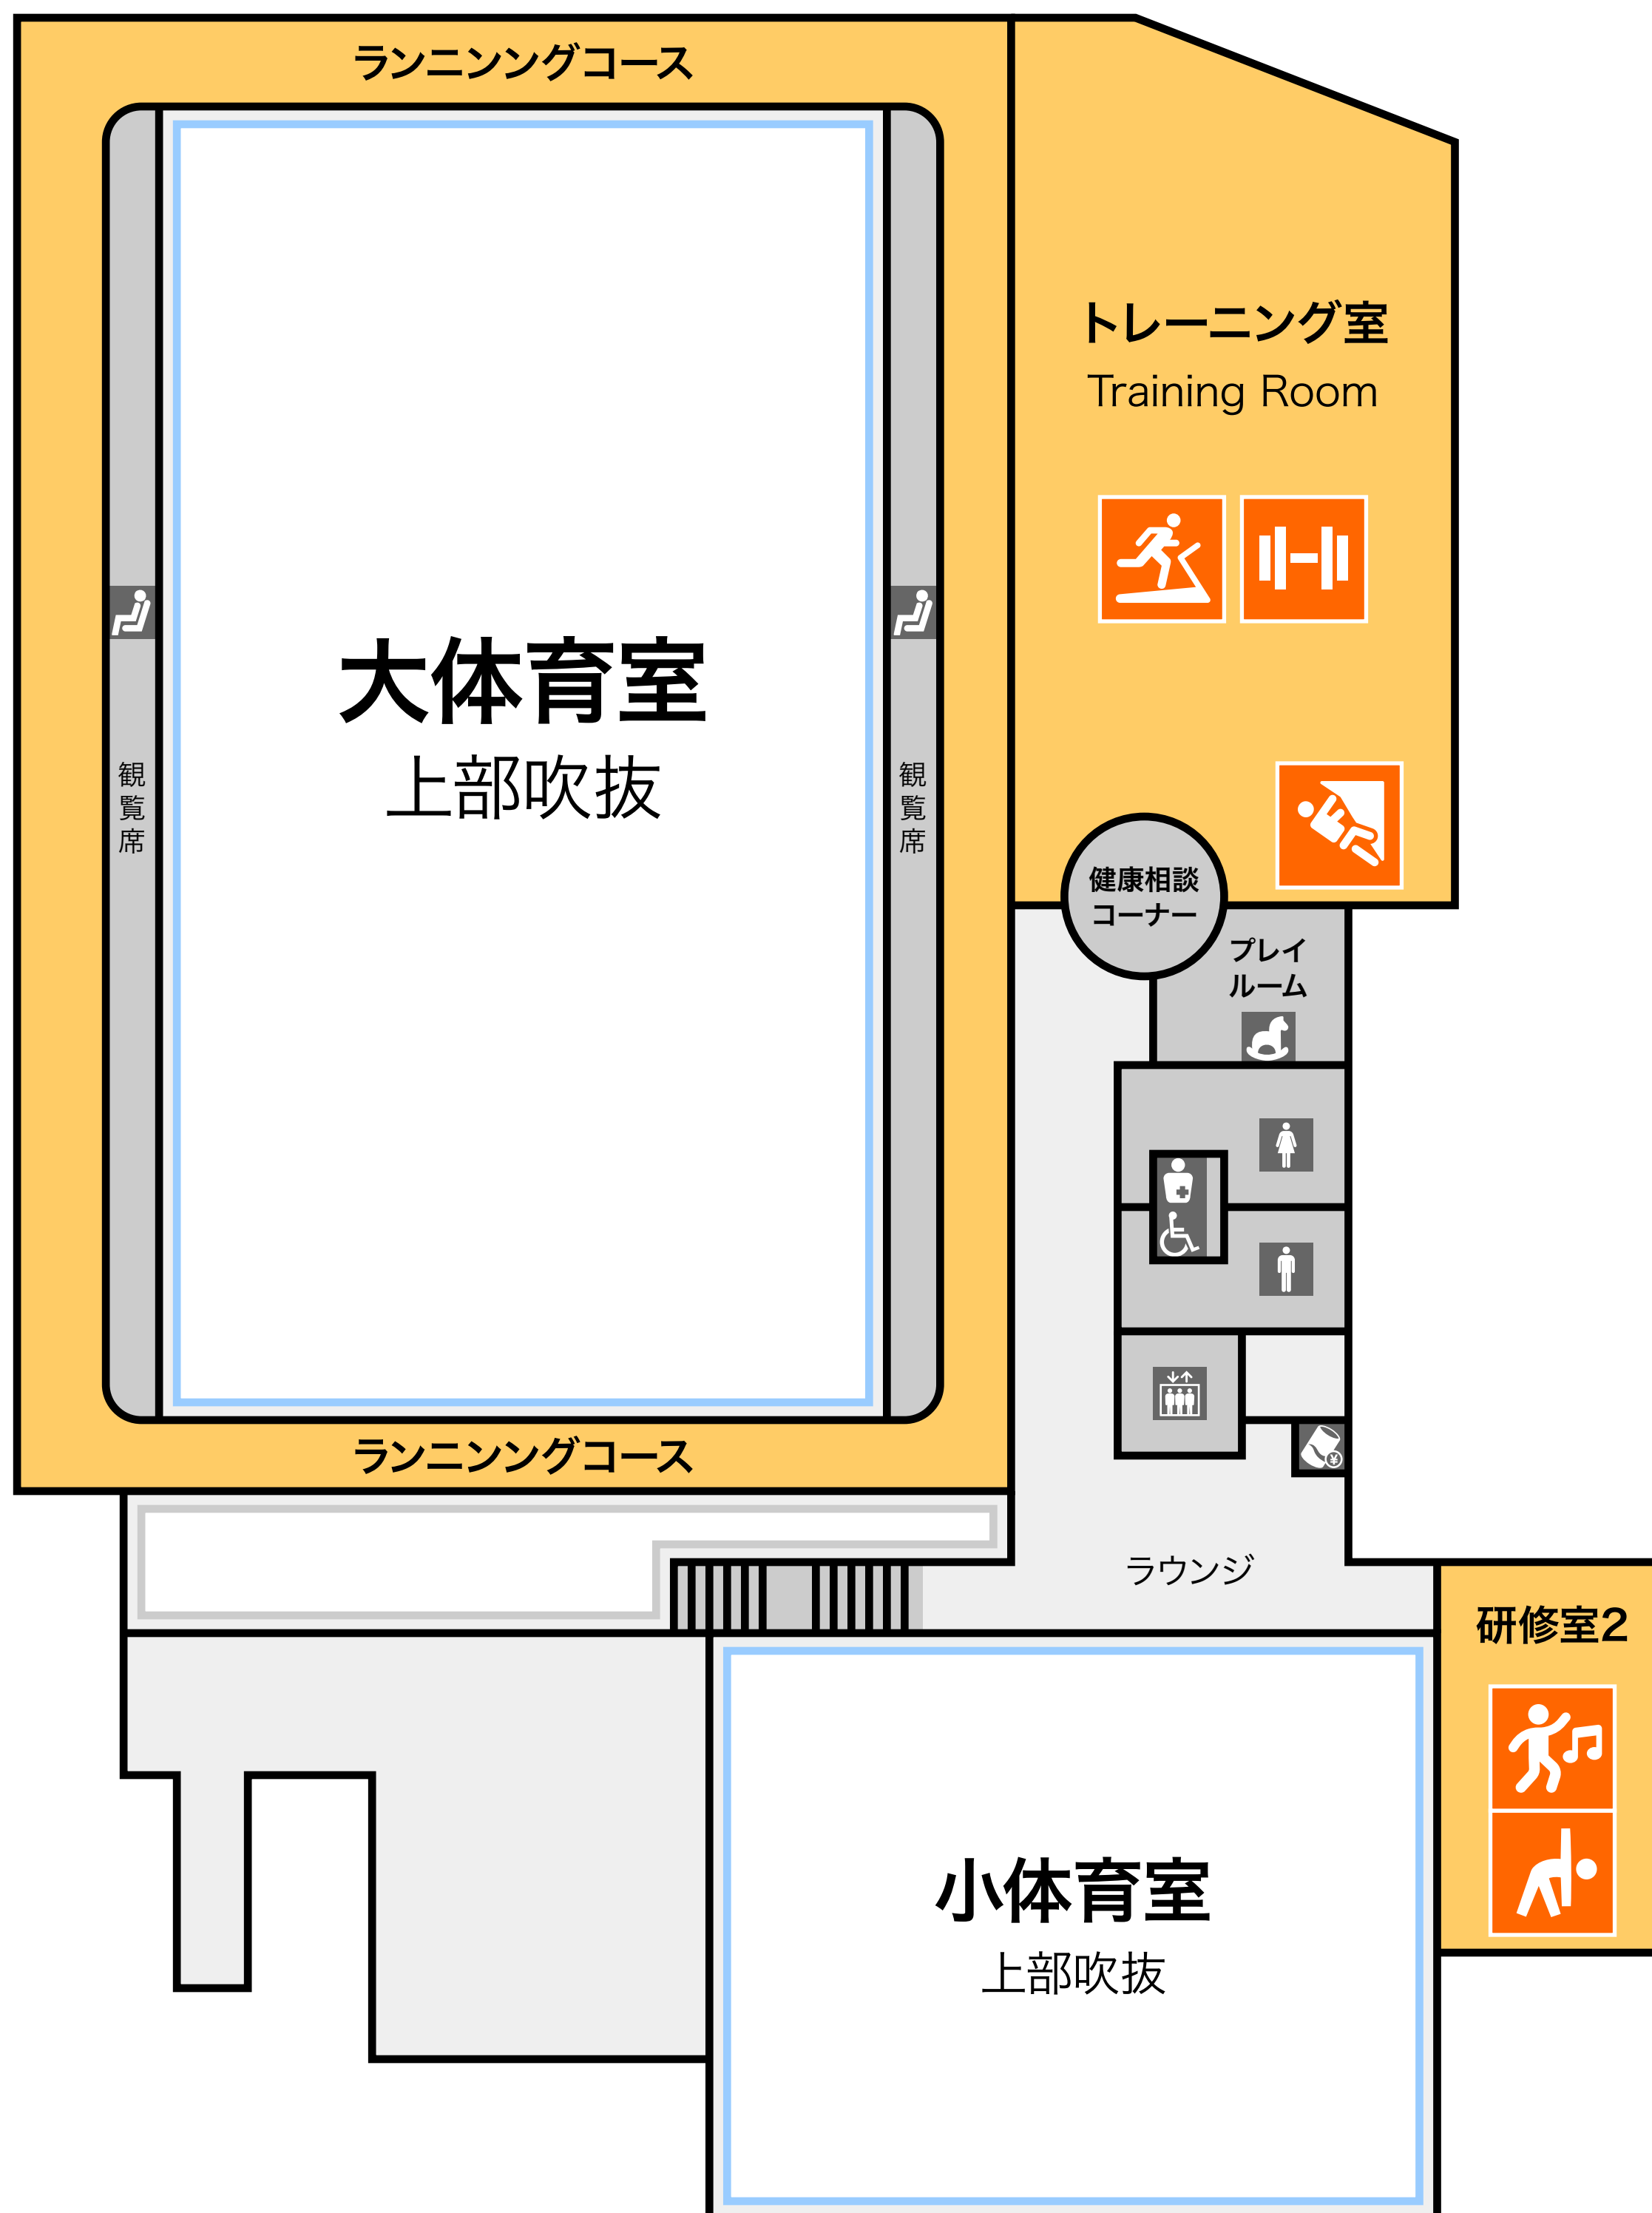 ランニングコース
トレーニング室
Training Room
大体育室
上部吹抜
観覧席
観覧席
健康相談
コーナー
プレイ
ルーム
¥
ランニングコース
ラウンジ
研修室2
小体育室
上部吹抜